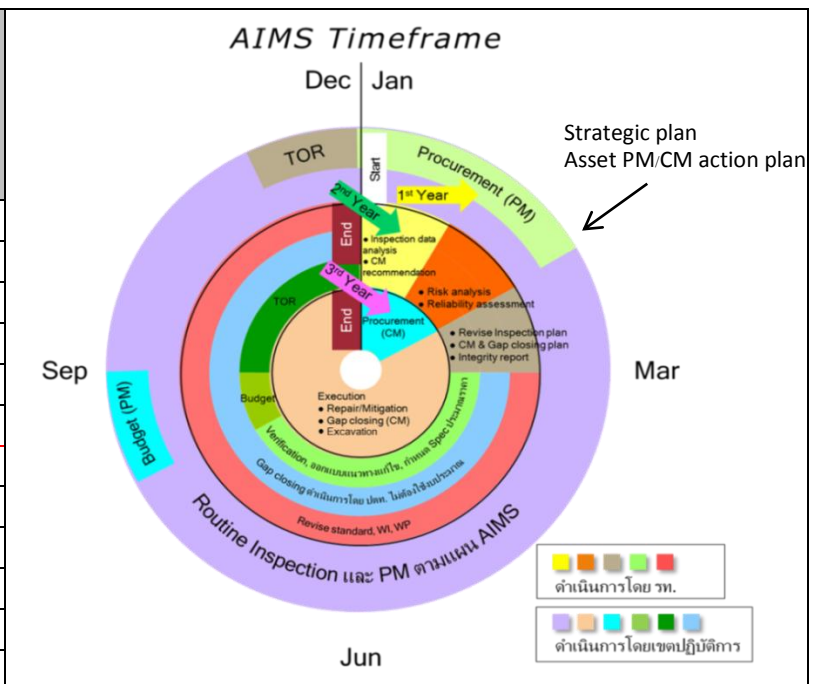 AIMS Timeframe
Dec
Jan
Strategic plan
Asset PM/CM action plan
TOR
Start
Procurement (PM)
2nd Year
1st Year
End
● Inspection data
analysis
● CM
recommendation
3rd Year
● Risk analysis
● Reliability assessment
TOR
End
Procurement
(CM)
● Revise Inspection plan
● CM & Gap closing plan
● Integrity report
Sep
Mar
Budget (PM)
Budget
Execution
● Repair/Mitigation
● Gap closing (CM)
● Excavation
Verification, ออกแบบแนวทางแก้ไข, กำหนด Spec ประมาณราคา
Gap closing ดำเนินการโดย ปตท. ไม่ต้องใช้งบประมาณ
Revise standard, WI, WP
Routine Inspection และ PM ตามแผน AIMS
Jun
ดำเนินการโดย รท.
ดำเนินการโดยเขตปฏิบัติการ